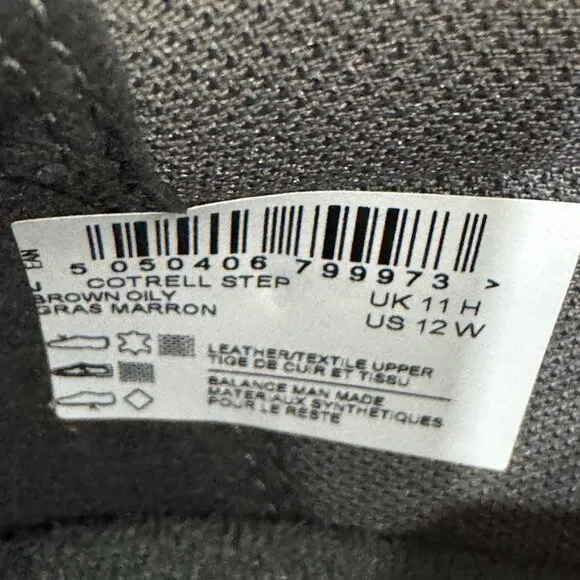 EAN
5 050406 799973 >
COTRELL STEP
BROWN OILY
GRAS MARRON
UK 11 H
US 12 W
LEATHER/TEXTILE UPPER
TIGE DE CUIR ET TISSU
BALANCE MAN MADE
MATERIAUX SYNTHETIQUES
POUR LE RESTE